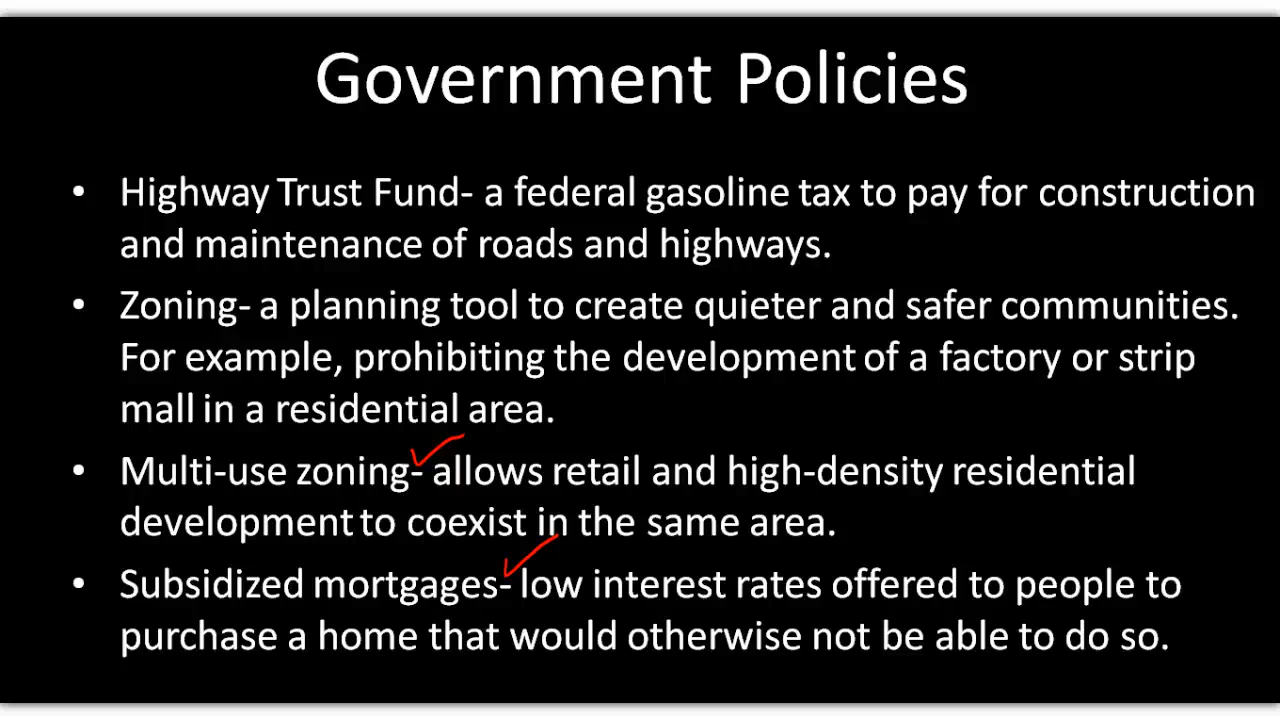 Government Policies
• Highway Trust Fund- a federal gasoline tax to pay for construction
and maintenance of roads and highways.
• Zoning- a planning tool to create quieter and safer communities.
For example, prohibiting the development of a factory or strip
mall in a residential area.
• Multi-use zoning- allows retail and high-density residential
development to coexist in the same area.
• Subsidized mortgages- low interest rates offered to people to
purchase a home that would otherwise not be able to do so.